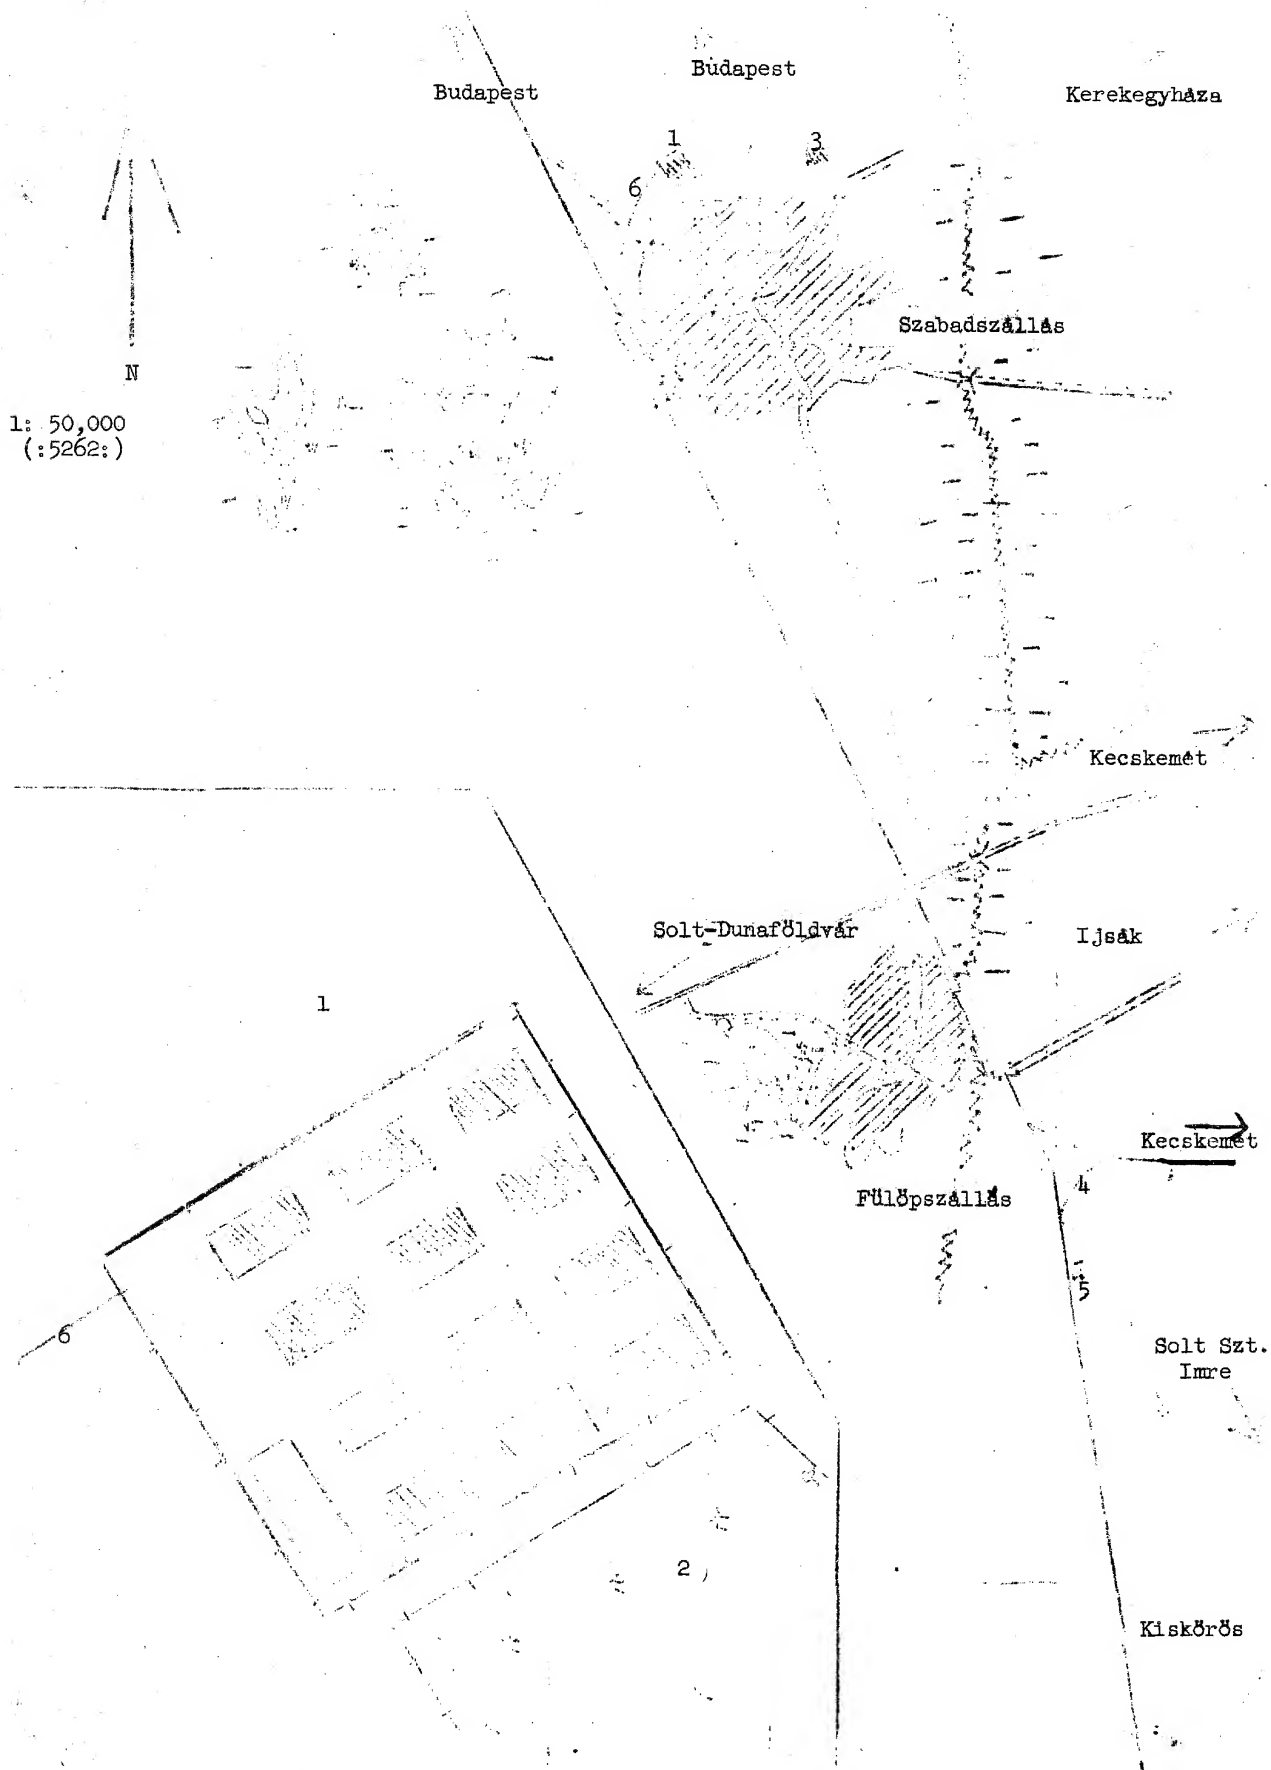 Budapest
Budapest
Kerekegyháza
1
3
6
Szabadszállás
N
1: 50,000
(:5262:)
Kecskemét
Solt-Dunaföldvár
Ijsák
1
Kecskemét
4
Fülöpszállás
5
6
Solt Szt.
Imre
2
Kiskőrös